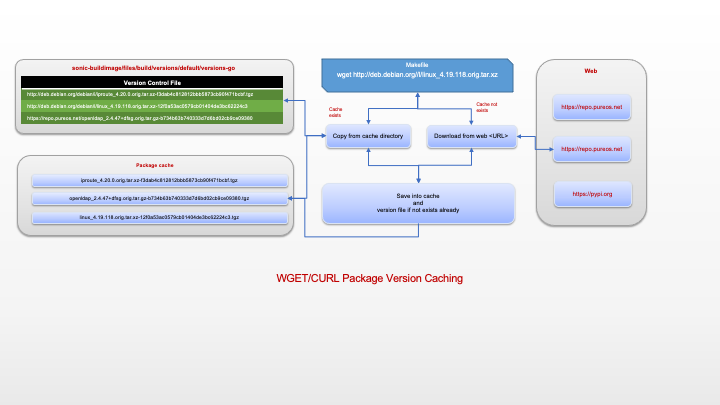 sonic-buildimage/files/build/versions/default/versions-go
Version Control File
http://deb.debian.org/debian/i/iproute_4.20.0.orig.tar.xz-f3dab4c812812bbb5873cb90f471bcbf.tgz
http://deb.debian.org/debian/l/linux_4.19.118.orig.tar.xz-12f0a53ac0579cb01404de3bc62224c3
https://repo.pureos.net/openldap_2.4.47+dfsg.orig.tar.gz-b734b63b740333d7d6bd02cb9ce09380
Package cache
iproute_4.20.0.orig.tar.xz-f3dab4c812812bbb5873cb90f471bcbf.tgz
openldap_2.4.47+dfsg.orig.tar.gz-b734b63b740333d7d6bd02cb9ce09380.tgz
linux_4.19.118.orig.tar.xz-12f0a53ac0579cb01404de3bc62224c3.tgz
Makefile
wget http://deb.debian.org/l/linux_4.19.118.orig.tar.xz
Cache
exists
Cache not
exists
Copy from cache directory
Download from web <URL>
Save into cache
and
version file if not exists already
Web
https://repo.pureos.net
https://repo.pureos.net
https://pypi.org
WGET/CURL Package Version Caching